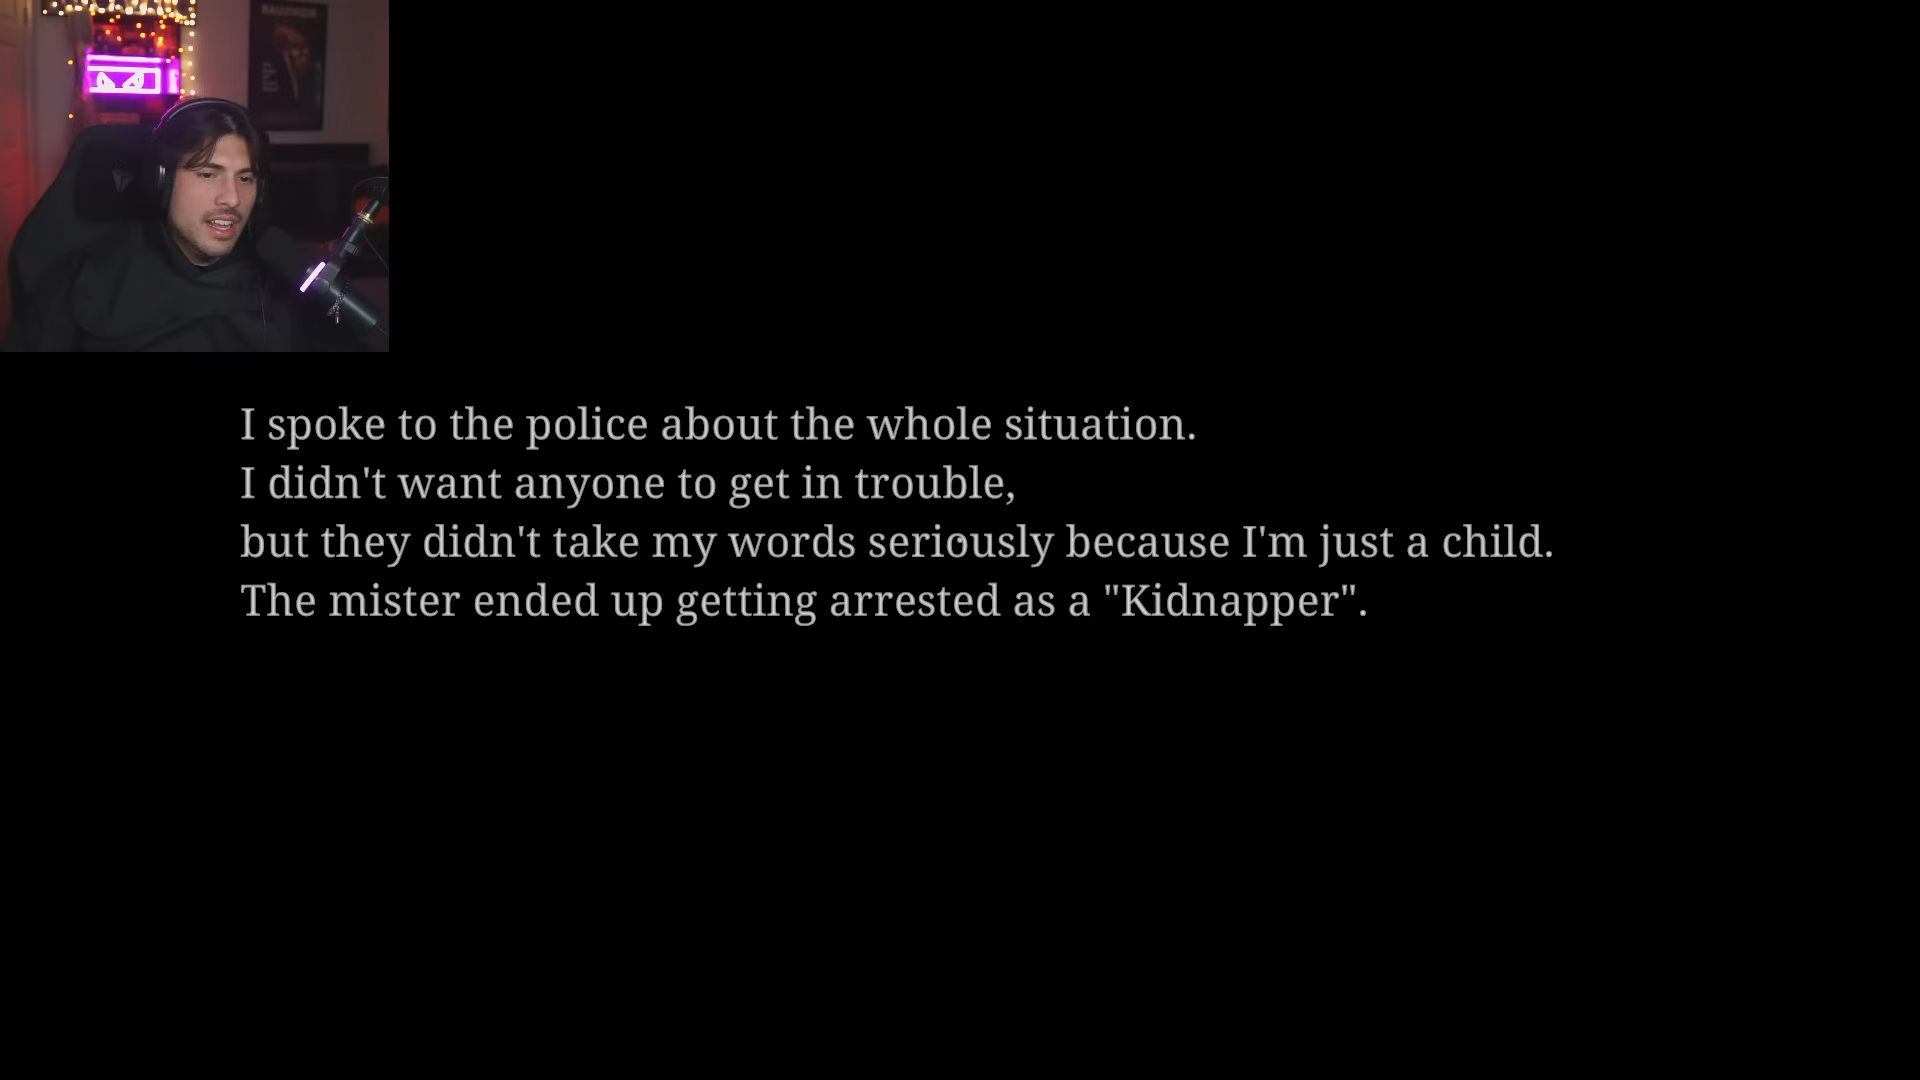 I spoke to the police about the whole situation.
I didn't want anyone to get in trouble,
but they didn't take my words seriously because I'm just a child.
The mister ended up getting arrested as a "Kidnapper".